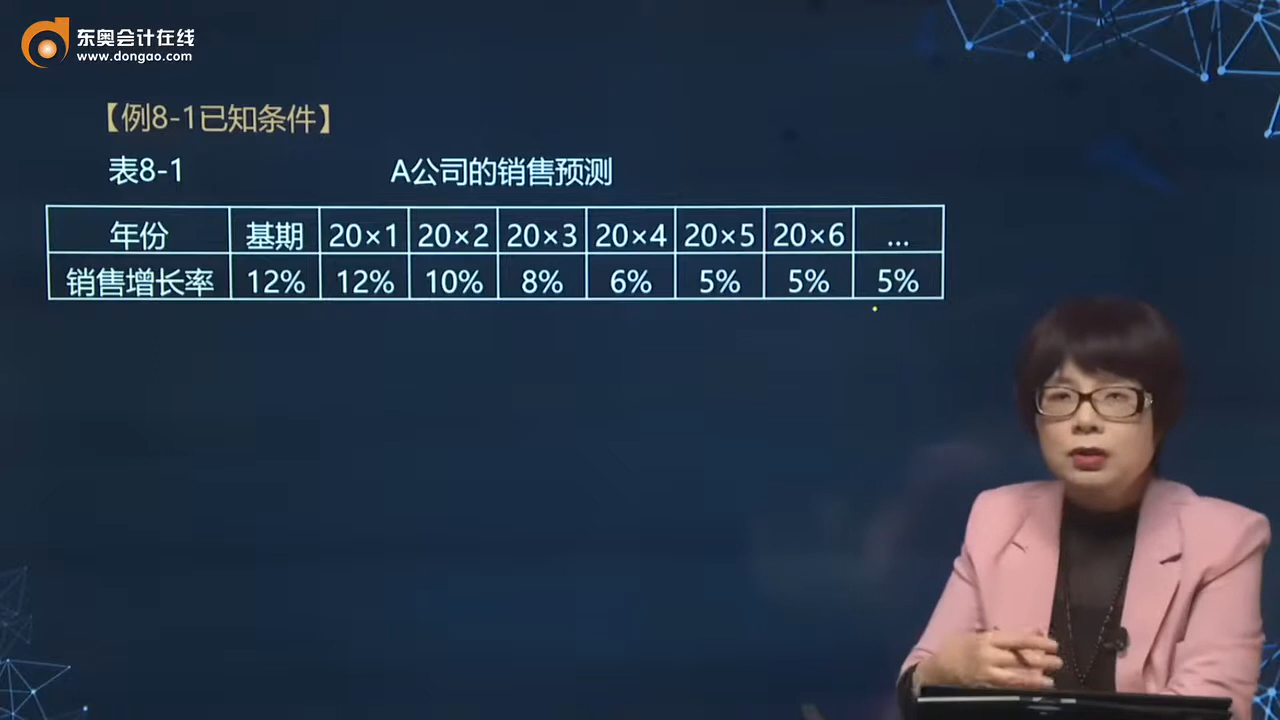 东奥会计在线
www.dongao.com
【例8-1已知条件】
表8-1 A公司的销售预测
年份 基期 20×1 20×2 20×3 20×4 20×5 20×6 ...
销售增长率 12% 12% 10% 8% 6% 5% 5% 5%